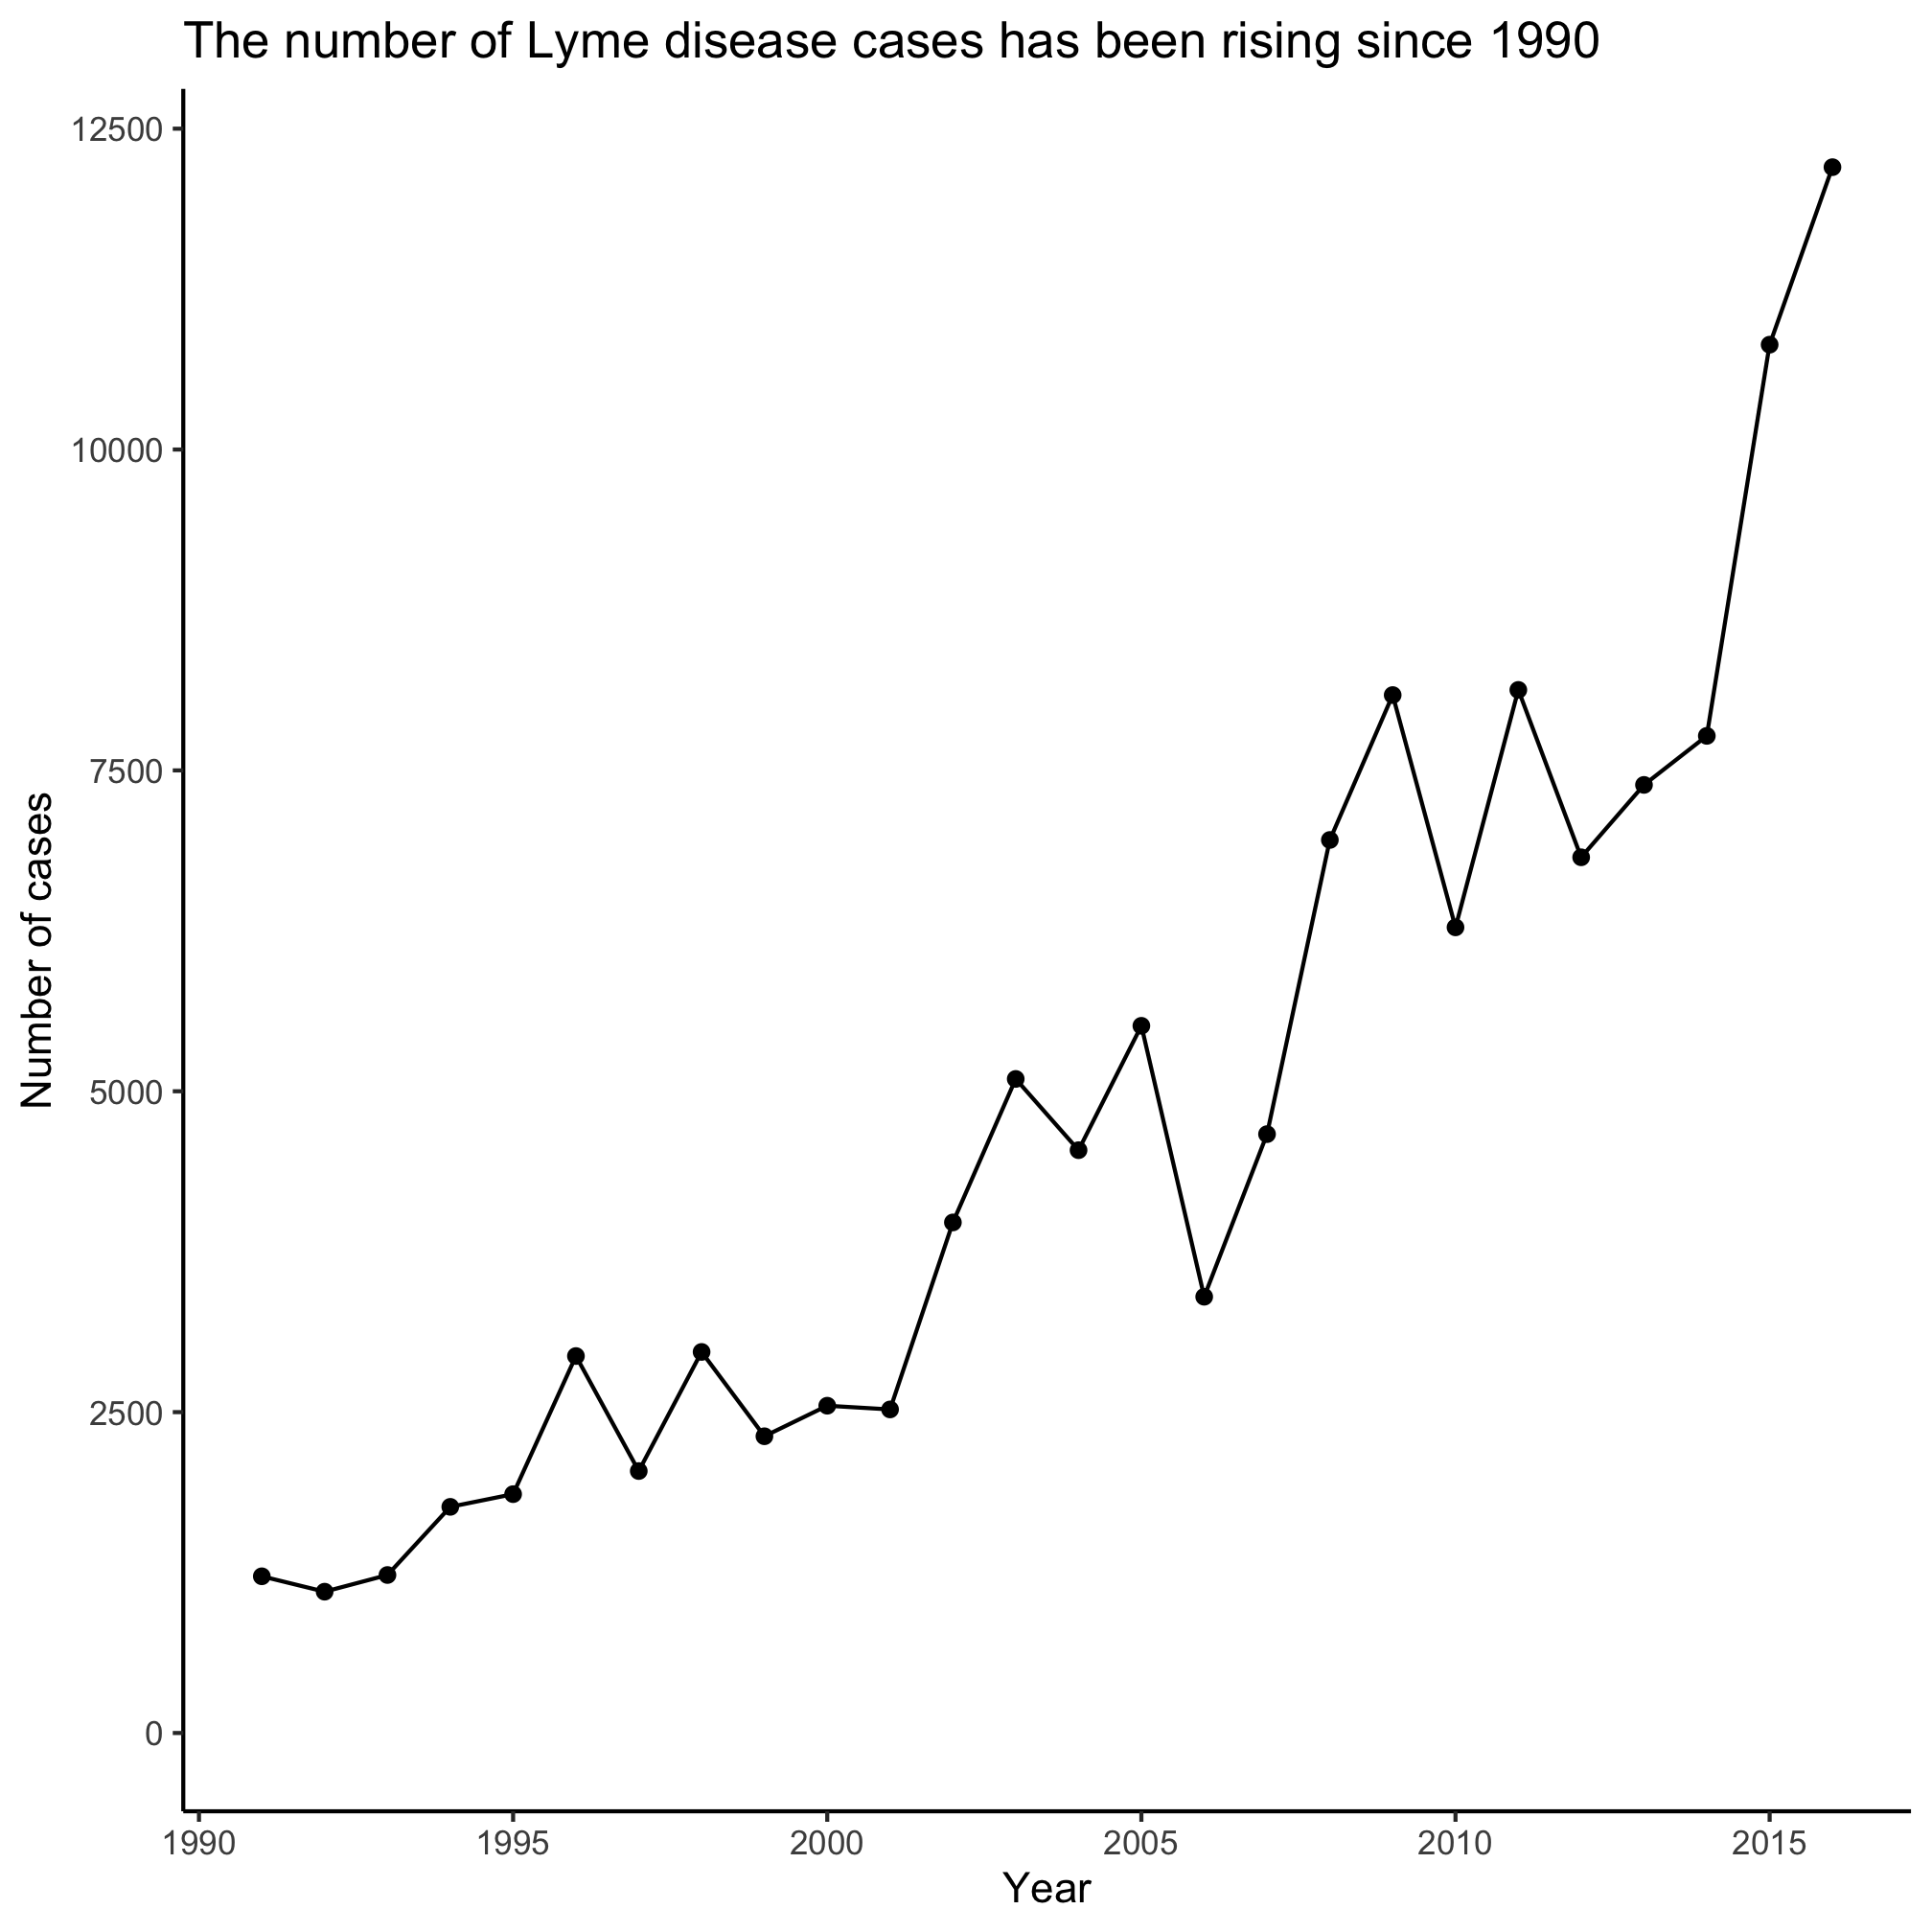 The number of Lyme disease cases has been rising since 1990
12500
10000
7500
5000
2500
0
Number of cases
1990 1995 2000 2005 2010 2015
Year